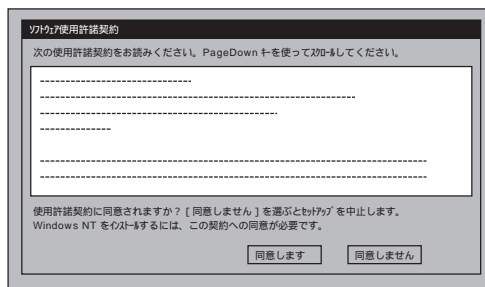 ソフトウェア使用許諾契約
次の使用許諾契約をお読みください。PageDown キーを使ってスクロールしてください。
使用許諾契約に同意されますか？[同意しません]を選ぶとセットアップを中止します。
Windows NT をインストールするには、この契約への同意が必要です。
同意します
同意しません